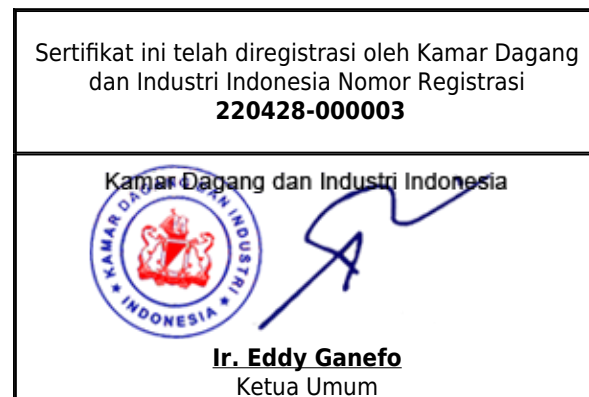 Sertifikat ini telah diregistrasi oleh Kamar Dagang
dan Industri Indonesia Nomor Registrasi
220428-000003
Kamar Dagang dan Industri Indonesia
KAMAR DAGANG DAN INDUSTRI
INDONESIA
Ir. Eddy Ganefo
Ketua Umum